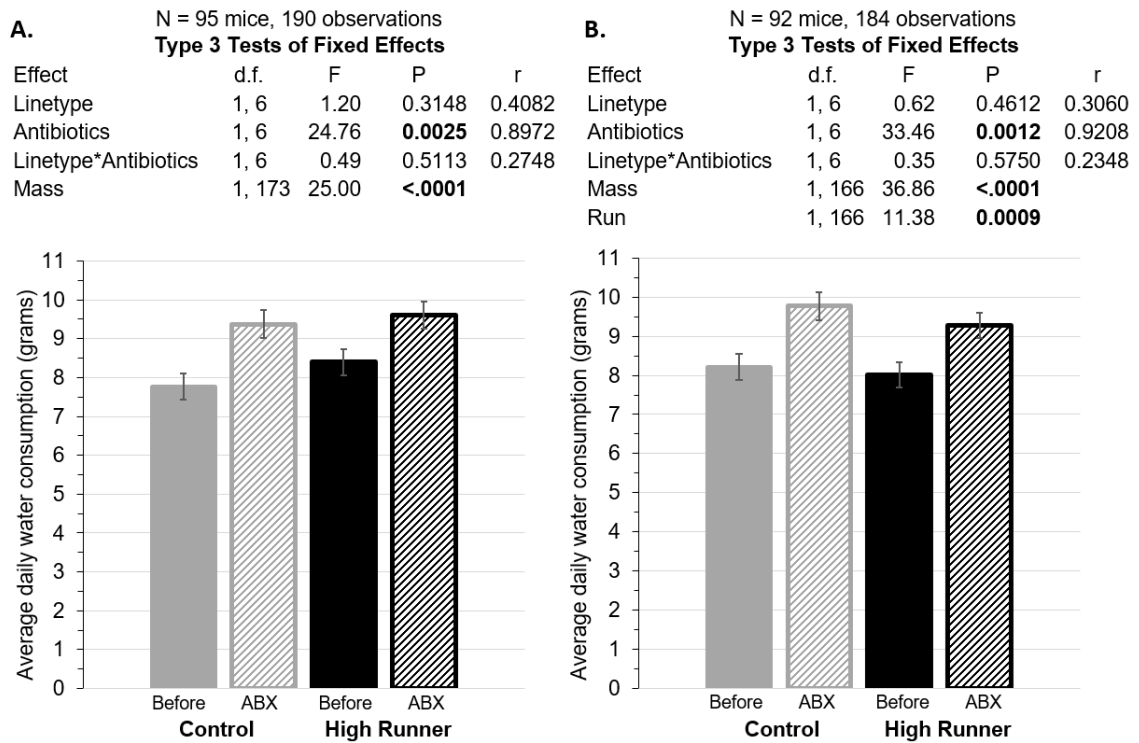 A.
N = 95 mice, 190 observations
Type 3 Tests of Fixed Effects
Effect d.f. F P r
Linetype 1, 6 1.20 0.3148 0.4082
Antibiotics 1, 6 24.76 0.0025 0.8972
Linetype*Antibiotics 1, 6 0.49 0.5113 0.2748
Mass 1, 173 25.00 <.0001
Average daily water consumption (grams)
11
10
9
8
7
6
5
4
3
2
1
0
Before ABX Before ABX
Control High Runner
B.
N = 92 mice, 184 observations
Type 3 Tests of Fixed Effects
Effect d.f. F P r
Linetype 1, 6 0.62 0.4612 0.3060
Antibiotics 1, 6 33.46 0.0012 0.9208
Linetype*Antibiotics 1, 6 0.35 0.5750 0.2348
Mass 1, 166 36.86 <.0001
Run 1, 166 11.38 0.0009
Average daily water consumption (grams)
11
10
9
8
7
6
5
4
3
2
1
0
Before ABX Before ABX
Control High Runner